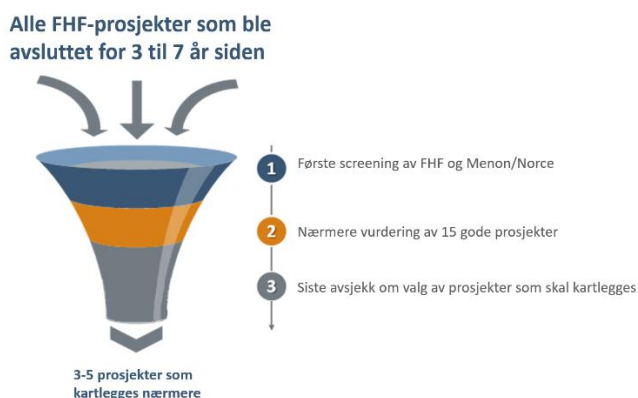 Alle FHF-prosjekter som ble
avsluttet for 3 til 7 år siden
1 Første screening av FHF og Menon/Norce
2 Nærmere vurdering av 15 gode prosjekter
3 Siste avsjekk om valg av prosjekter som skal kartlegges
3-5 prosjekter som
kartlegges nærmere